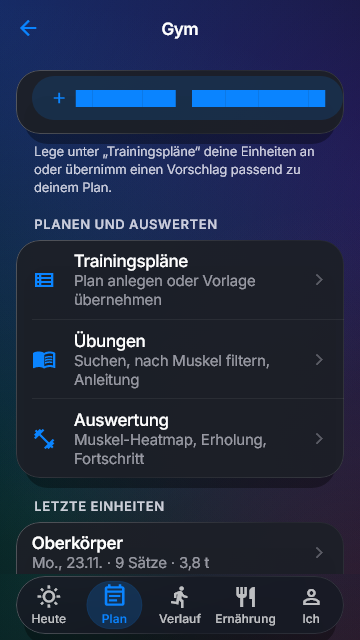 Gym
Lege unter „Trainingspläne“ deine Einheiten an
oder übernimm einen Vorschlag passend zu
deinem Plan.
PLANEN UND AUSWERTEN
Trainingspläne
Plan anlegen oder Vorlage
übernehmen
Übungen
Suchen, nach Muskel filtern,
Anleitung
Auswertung
Muskel-Heatmap, Erholung,
Fortschritt
LETZTE EINHEITEN
Oberkörper
Mo., 23.11. · 9 Sätze · 3,8 t
Heute Plan Verlauf Ernährung Ich